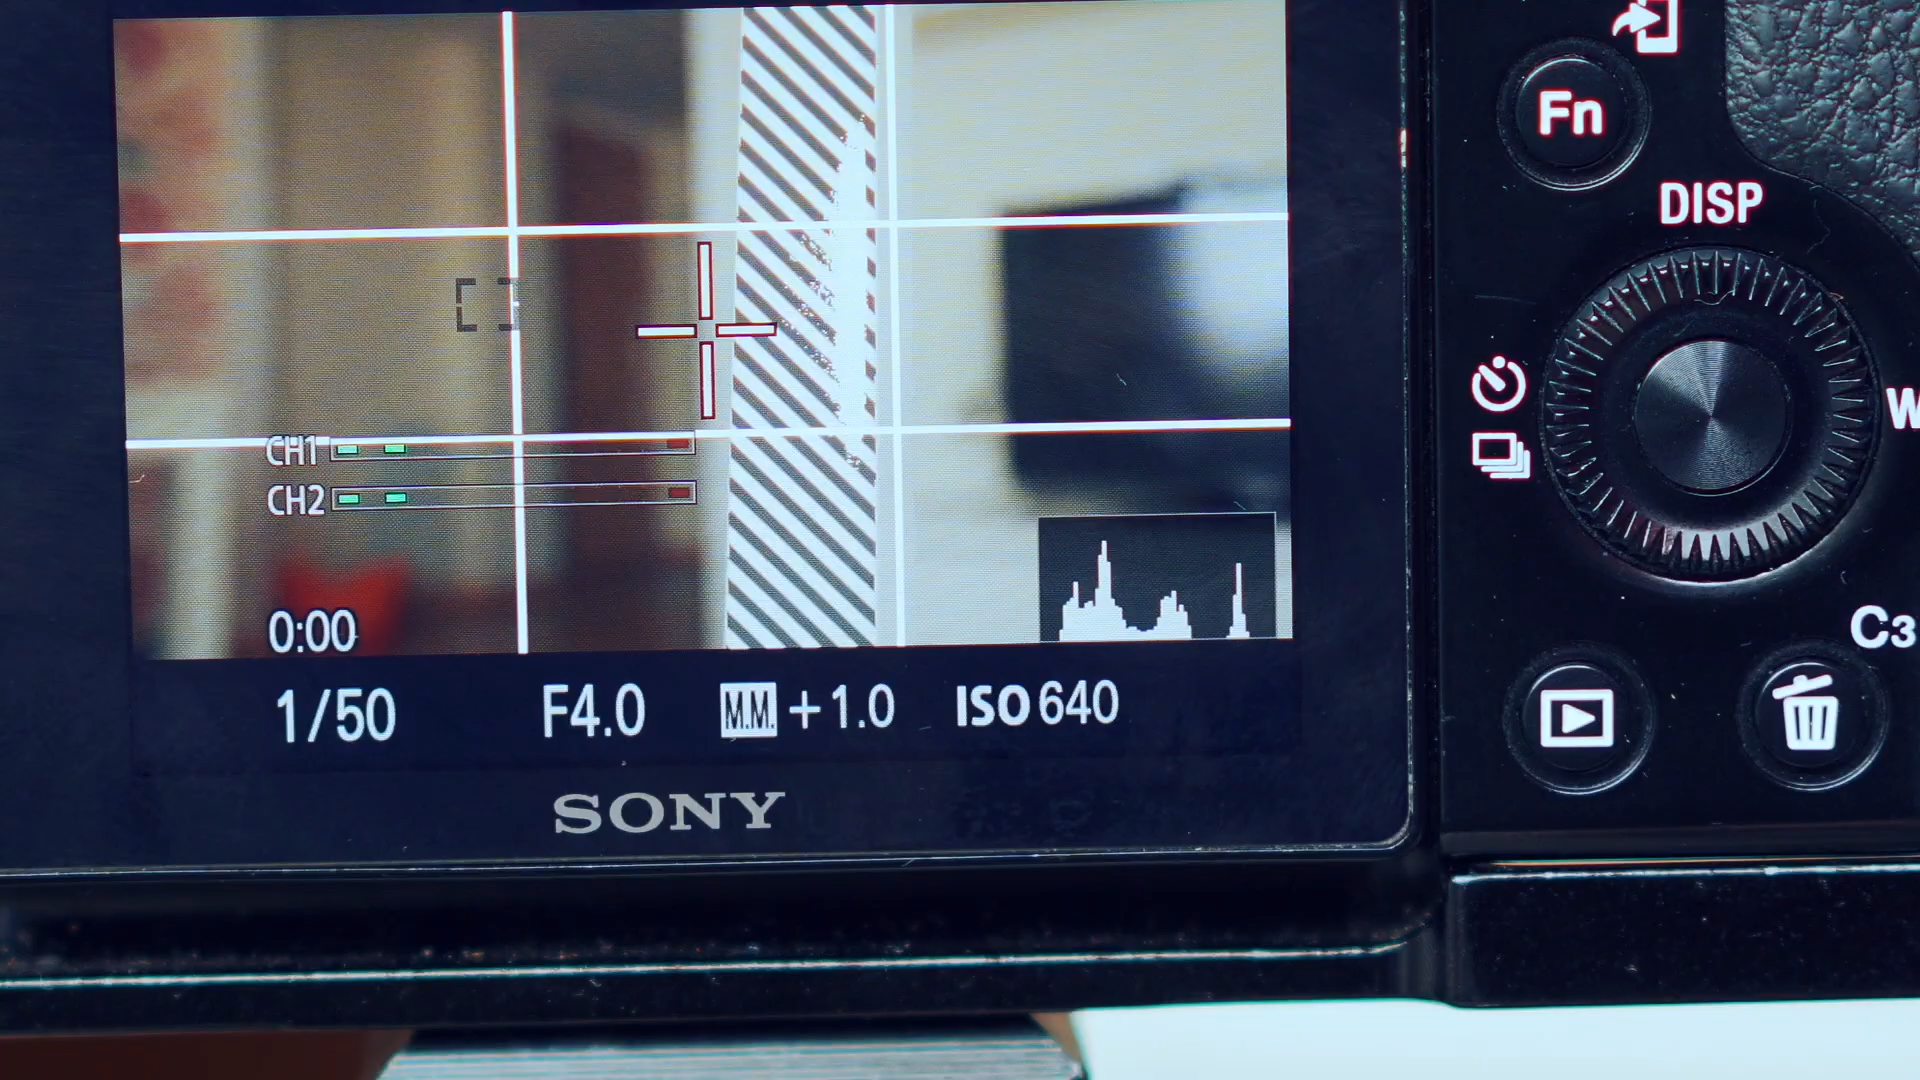 Fn
DISP
CH1
CH2
0:00
1/50 F4.0 M.M. +1.0 ISO 640
C3
SONY